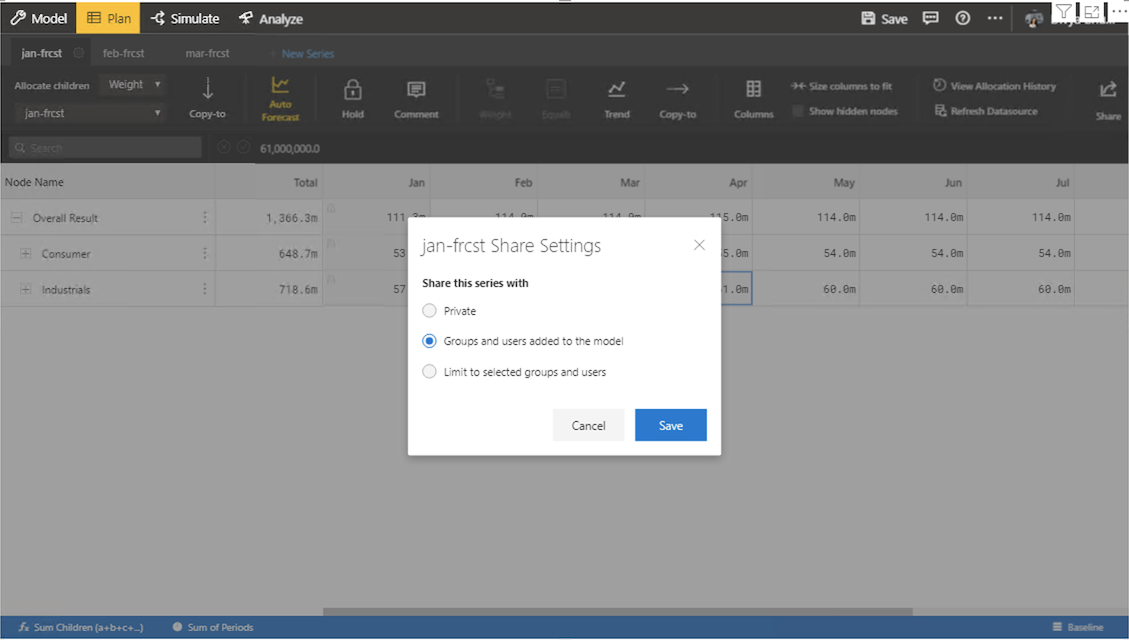 Model Plan Simulate Analyze Save
jan-frcst feb-frcst mar-frcst + New Series
Allocate children Weight
jan-frcst
Copy-to Auto Forecast Hold Comment Weight Equals Trend Copy-to Columns
Size columns to fit
Show hidden nodes
View Allocation History
Refresh Datasource
Share
Search 61,000,000.0
Node Name Total Jan Feb Mar Apr May Jun Jul
Overall Result 1,366.3m 111.3m 114.0m 114.0m 115.0m 114.0m 114.0m 114.0m
Consumer 648.7m 53 5.0m 54.0m 54.0m 54.0m
Industrials 718.6m 57 1.0m 60.0m 60.0m 60.0m
jan-frcst Share Settings
Share this series with
Private
Groups and users added to the model
Limit to selected groups and users
Cancel Save
fx Sum Children (a+b+c+...) Sum of Periods Baseline